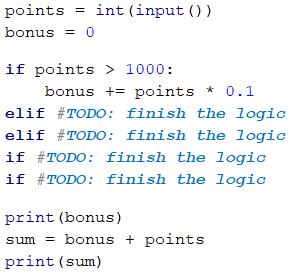 points = int(input())
bonus = 0
if points > 1000:
    bonus += points * 0.1
elif #TODO: finish the logic
elif #TODO: finish the logic
if #TODO: finish the logic
if #TODO: finish the logic
print(bonus)
sum = bonus + points
print(sum)